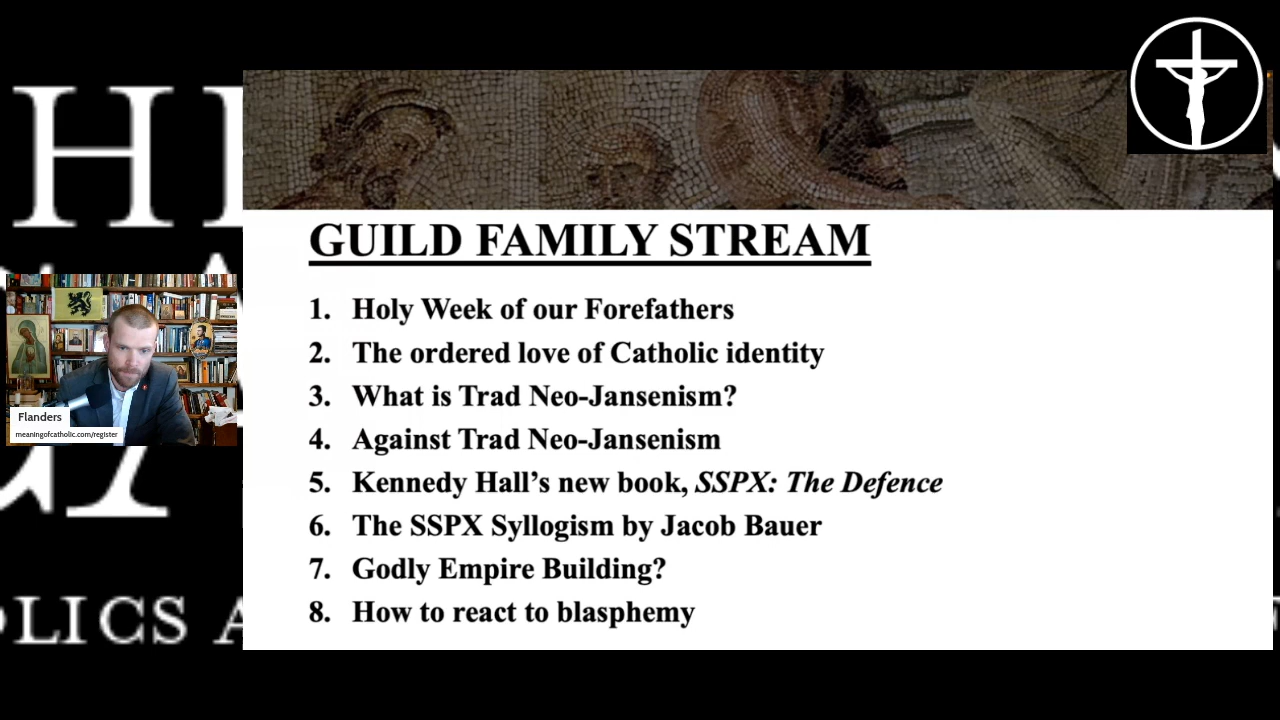 GUILD FAMILY STREAM
1. Holy Week of our Forefathers
2. The ordered love of Catholic identity
3. What is Trad Neo-Jansenism?
4. Against Trad Neo-Jansenism
5. Kennedy Hall’s new book, SSPX: The Defence
6. The SSPX Syllogism by Jacob Bauer
7. Godly Empire Building?
8. How to react to blasphemy
Flanders
meaningofcatholic.com/register